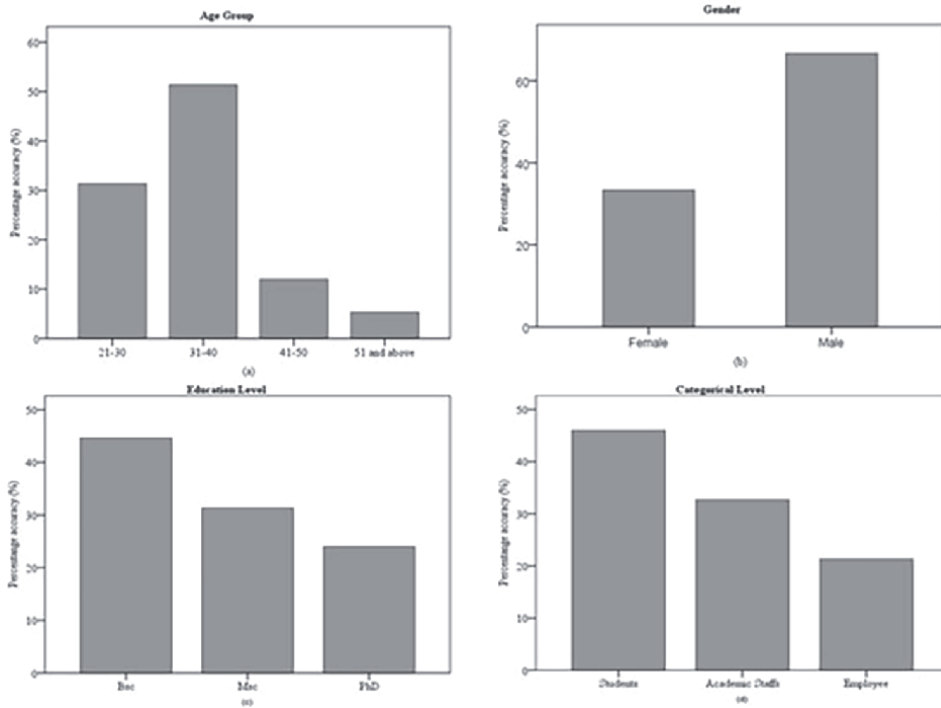 Age Group
Percentage accuracy (%)
60
50
40
30
20
10
0
21-30
31-40
41-50
51 and above
(a)
Gender
Percentage accuracy (%)
60
40
20
0
Female
Male
(b)
Education Level
Percentage accuracy (%)
50
40
30
20
10
0
Bsc
Msc
PhD
(c)
Categorical Level
Percentage accuracy (%)
50
40
30
20
10
0
Students
Academic Staffs
Employee
(d)